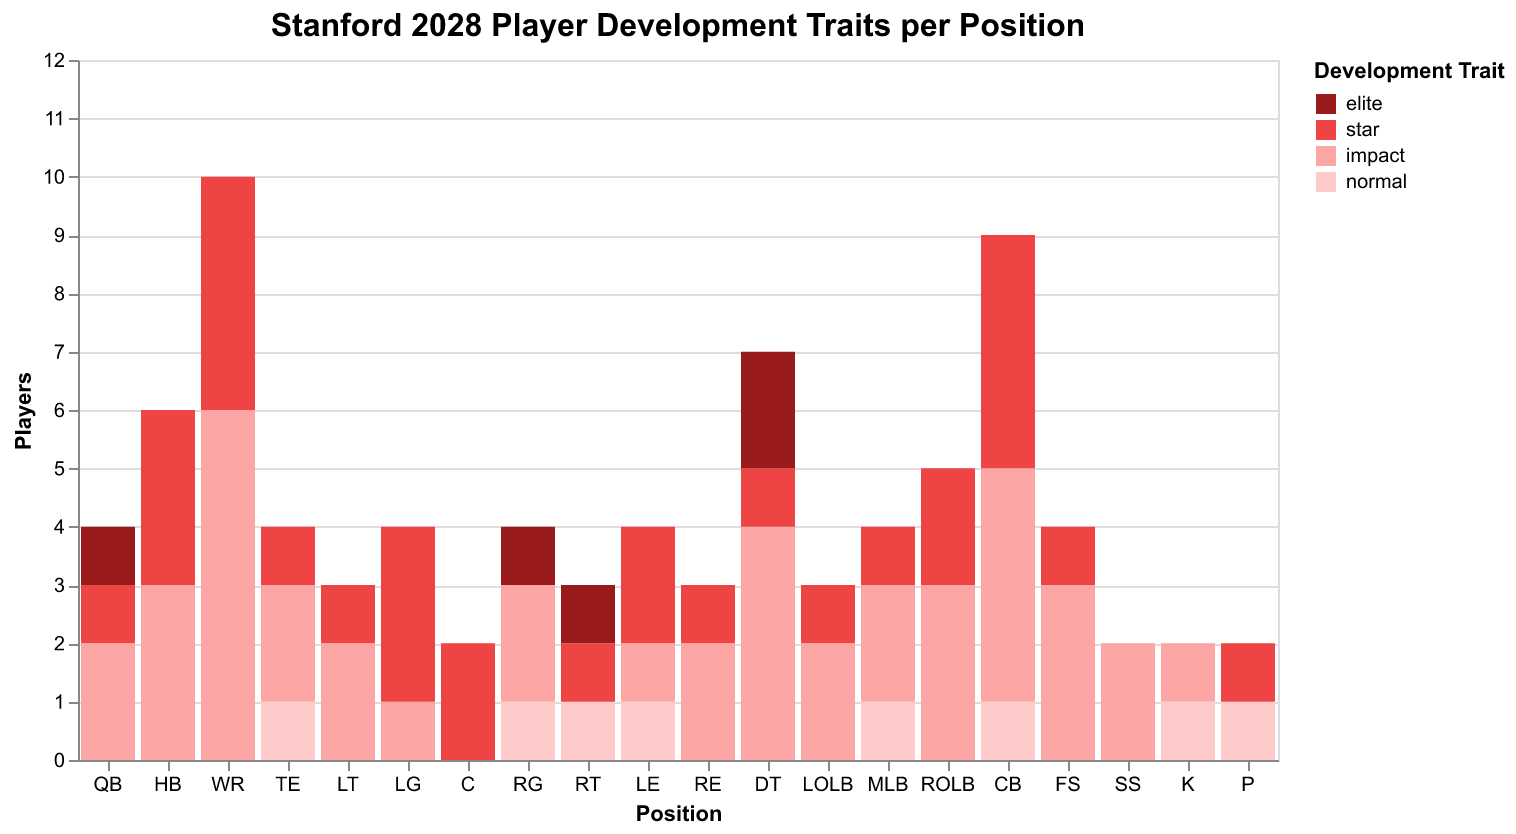 Stanford 2028 Player Development Traits per Position
Development Trait
elite
star
impact
normal
Players
12
11
10
9
8
7
6
5
4
3
2
1
0
QB HB WR TE LT LG C RG RT LE RE DT LOLB MLB ROLB CB FS SS K P
Position